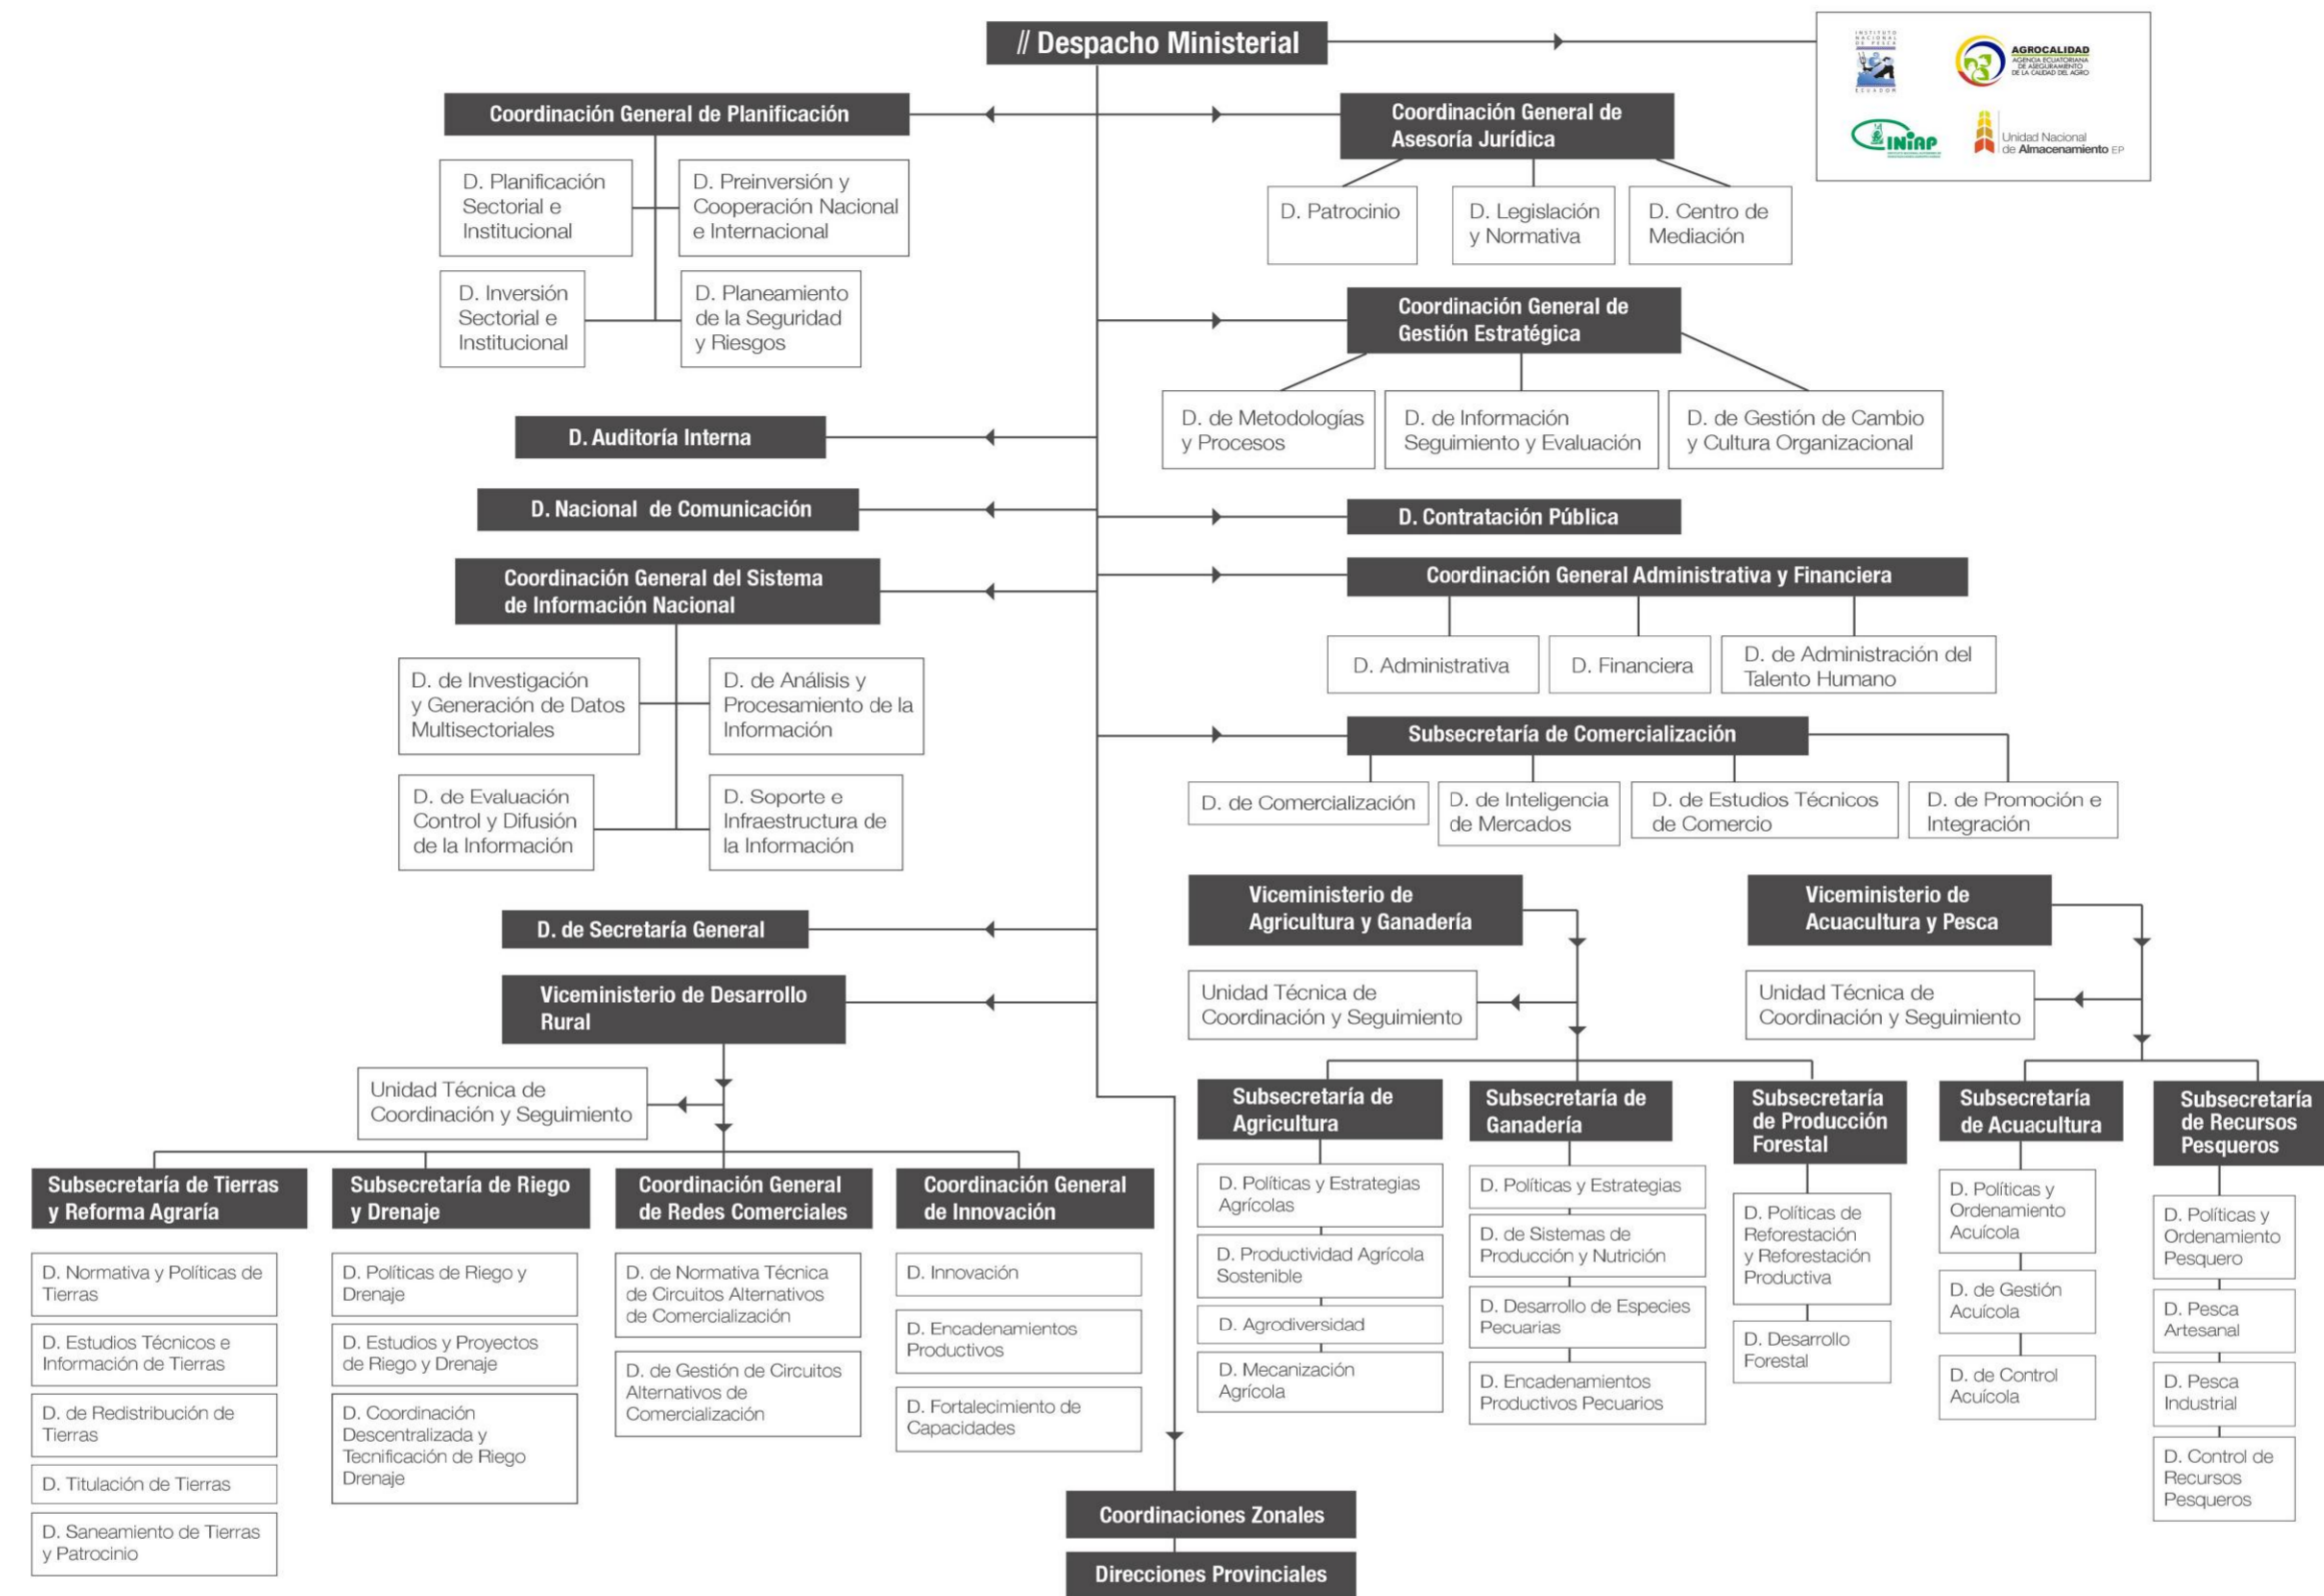 // Despacho Ministerial
INSTITUTO
NACIONAL
DE PESCA
ECUADOR
AGROCALIDAD
AGENCIA ECUATORIANA
DE ASEGURAMIENTO
DE LA CALIDAD DEL AGRO
INIAP
Unidad Nacional
de Almacenamiento EP
Coordinación General de Planificación
D. Planificación
Sectorial e
Institucional
D. Preinversión y
Cooperación Nacional
e Internacional
D. Inversión
Sectorial e
Institucional
D. Planeamiento
de la Seguridad
y Riesgos
Coordinación General de
Asesoría Jurídica
D. Patrocinio
D. Legislación
y Normativa
D. Centro de
Mediación
Coordinación General de
Gestión Estratégica
D. de Metodologías
y Procesos
D. de Información
Seguimiento y Evaluación
D. de Gestión de Cambio
y Cultura Organizacional
D. Auditoría Interna
D. Nacional de Comunicación
D. Contratación Pública
Coordinación General del Sistema
de Información Nacional
D. de Investigación
y Generación de Datos
Multisectoriales
D. de Análisis y
Procesamiento de la
Información
D. de Evaluación
Control y Difusión
de la Información
D. Soporte e
Infraestructura de
la Información
Coordinación General Administrativa y Financiera
D. Administrativa
D. Financiera
D. de Administración del
Talento Humano
Subsecretaría de Comercialización
D. de Comercialización
D. de Inteligencia
de Mercados
D. de Estudios Técnicos
de Comercio
D. de Promoción e
Integración
D. de Secretaría General
Viceministerio de Desarrollo
Rural
Unidad Técnica de
Coordinación y Seguimiento
Subsecretaría de Tierras
y Reforma Agraría
D. Normativa y Políticas de
Tierras
D. Estudios Técnicos e
Información de Tierras
D. de Redistribución de
Tierras
D. Titulación de Tierras
D. Saneamiento de Tierras
y Patrocinio
Subsecretaría de Riego
y Drenaje
D. Políticas de Riego y
Drenaje
D. Estudios y Proyectos
de Riego y Drenaje
D. Coordinación
Descentralizada y
Tecnificación de Riego
Drenaje
Coordinación General
de Redes Comerciales
D. de Normativa Técnica
de Circuitos Alternativos
de Comercialización
D. de Gestión de Circuitos
Alternativos de
Comercialización
Coordinación General
de Innovación
D. Innovación
D. Encadenamientos
Productivos
D. Fortalecimiento de
Capacidades
Viceministerio de
Agricultura y Ganadería
Unidad Técnica de
Coordinación y Seguimiento
Subsecretaría de
Agricultura
D. Políticas y Estrategias
Agrícolas
D. Productividad Agrícola
Sostenible
D. Agrodiversidad
D. Mecanización
Agrícola
Subsecretaría de
Ganadería
D. Políticas y Estrategias
D. de Sistemas de
Producción y Nutrición
D. Desarrollo de Especies
Pecuarias
D. Encadenamientos
Productivos Pecuarios
Subsecretaría
de Producción
Forestal
D. Políticas de
Reforestación
y Reforestación
Productiva
D. Desarrollo
Forestal
Viceministerio de
Acuacultura y Pesca
Unidad Técnica de
Coordinación y Seguimiento
Subsecretaría
de Acuacultura
D. Políticas y
Ordenamiento
Acuícola
D. de Gestión
Acuícola
D. de Control
Acuícola
Subsecretaría
de Recursos
Pesqueros
D. Políticas y
Ordenamiento
Pesquero
D. Pesca
Artesanal
D. Pesca
Industrial
D. Control de
Recursos
Pesqueros
Coordinaciones Zonales
Direcciones Provinciales